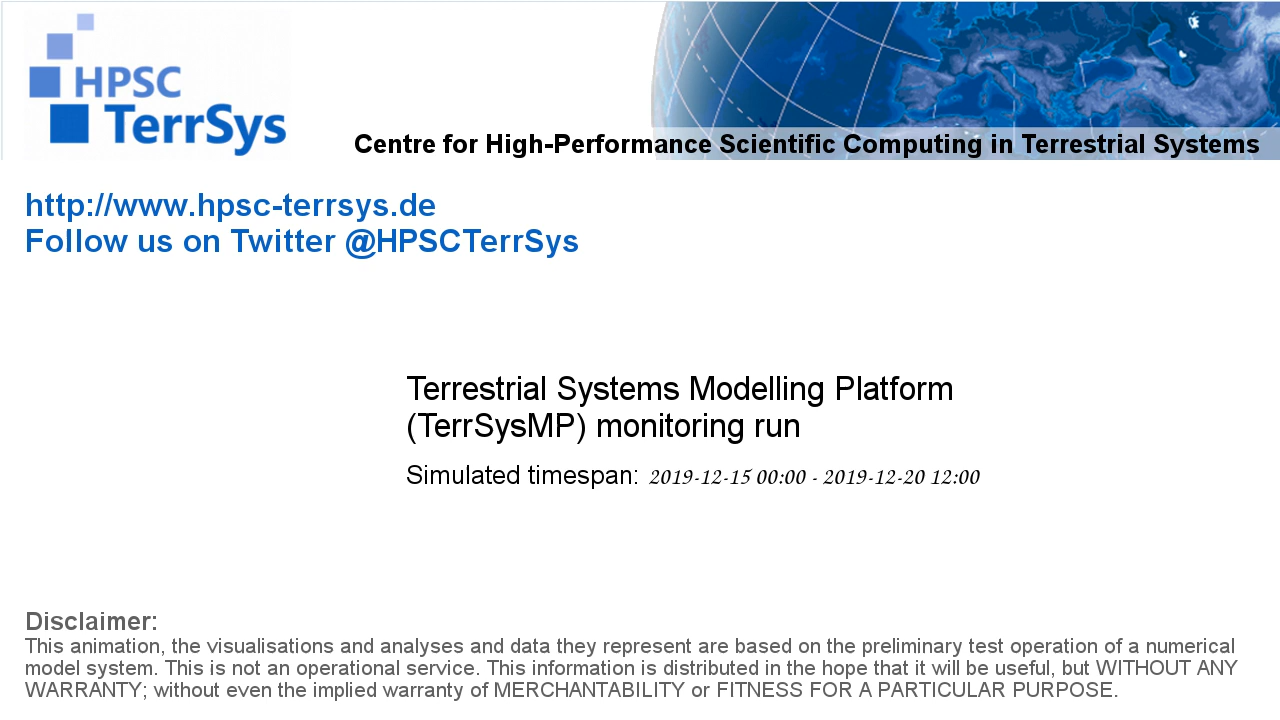 HPSC
TerrSys
Centre for High-Performance Scientific Computing in Terrestrial Systems
http://www.hpsc-terrsys.de
Follow us on Twitter @HPSCTerrSys
Terrestrial Systems Modelling Platform
(TerrSysMP) monitoring run
Simulated timespan: 2019-12-15 00:00 - 2019-12-20 12:00
Disclaimer:
This animation, the visualisations and analyses and data they represent are based on the preliminary test operation of a numerical
model system. This is not an operational service. This information is distributed in the hope that it will be useful, but WITHOUT ANY
WARRANTY; without even the implied warranty of MERCHANTABILITY or FITNESS FOR A PARTICULAR PURPOSE.